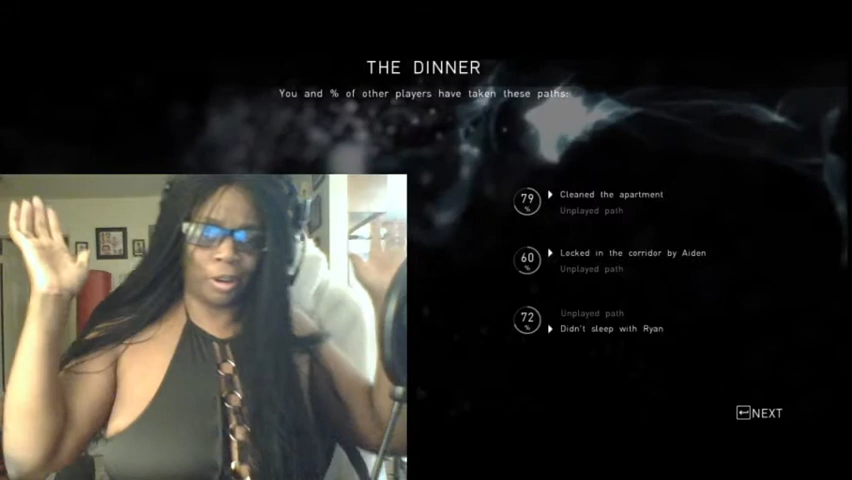 THE DINNER
You and % of other players have taken these paths:
79
%
Cleaned the apartment
Unplayed path
60
%
Locked in the corridor by Aiden
Unplayed path
72
%
Unplayed path
Didn't sleep with Ryan
NEXT